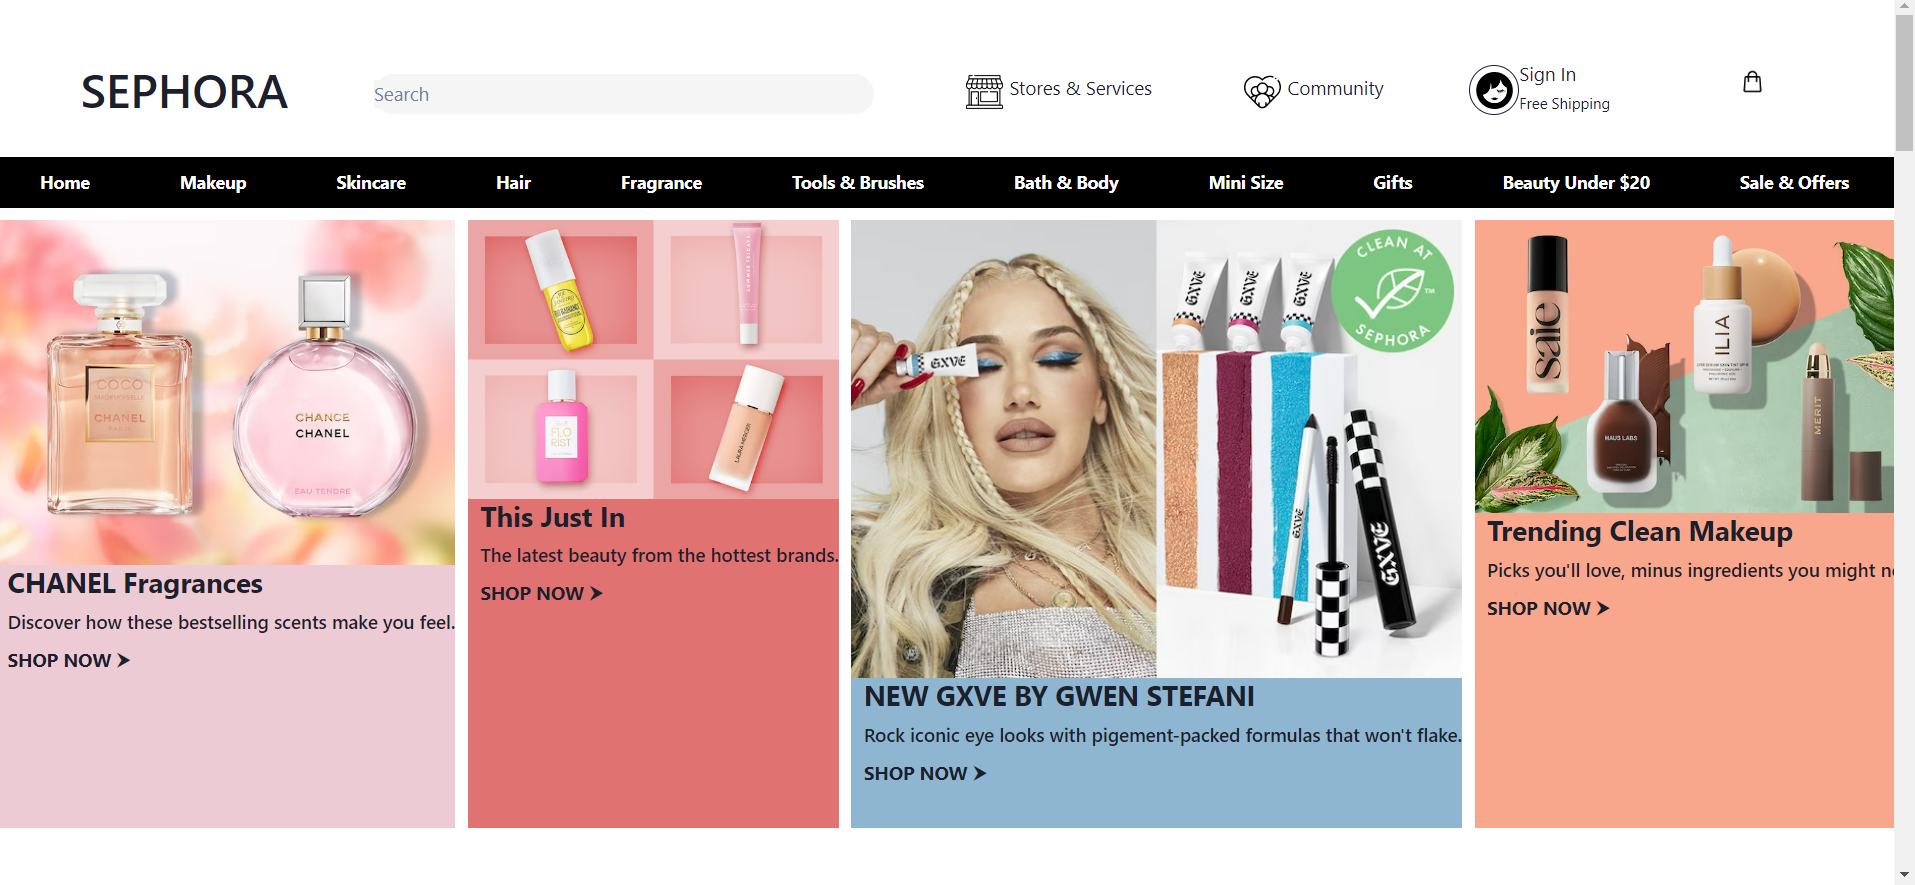 SEPHORA
Search
Stores & Services
Community
Sign In
Free Shipping
Home
Makeup
Skincare
Hair
Fragrance
Tools & Brushes
Bath & Body
Mini Size
Gifts
Beauty Under $20
Sale & Offers
COCO
MADEMOISELLE
CHANEL
PARIS
CHANCE
CHANEL
EAU TENDRE
CHANEL Fragrances
Discover how these bestselling scents make you feel.
SHOP NOW ➤
SUMMER FRIDAYS
FLO
RIST
LAURA MERCIER
This Just In
The latest beauty from the hottest brands.
SHOP NOW ➤
GXVE
GXVE
GXVE
GXVE
CLEAN AT
SEPHORA
™
GXVE
GXVE
NEW GXVE BY GWEN STEFANI
Rock iconic eye looks with pigement-packed formulas that won't flake.
SHOP NOW ➤
saie
ILIA
HAUS LABS
MERIT
Trending Clean Makeup
Picks you'll love, minus ingredients you might
SHOP NOW ➤